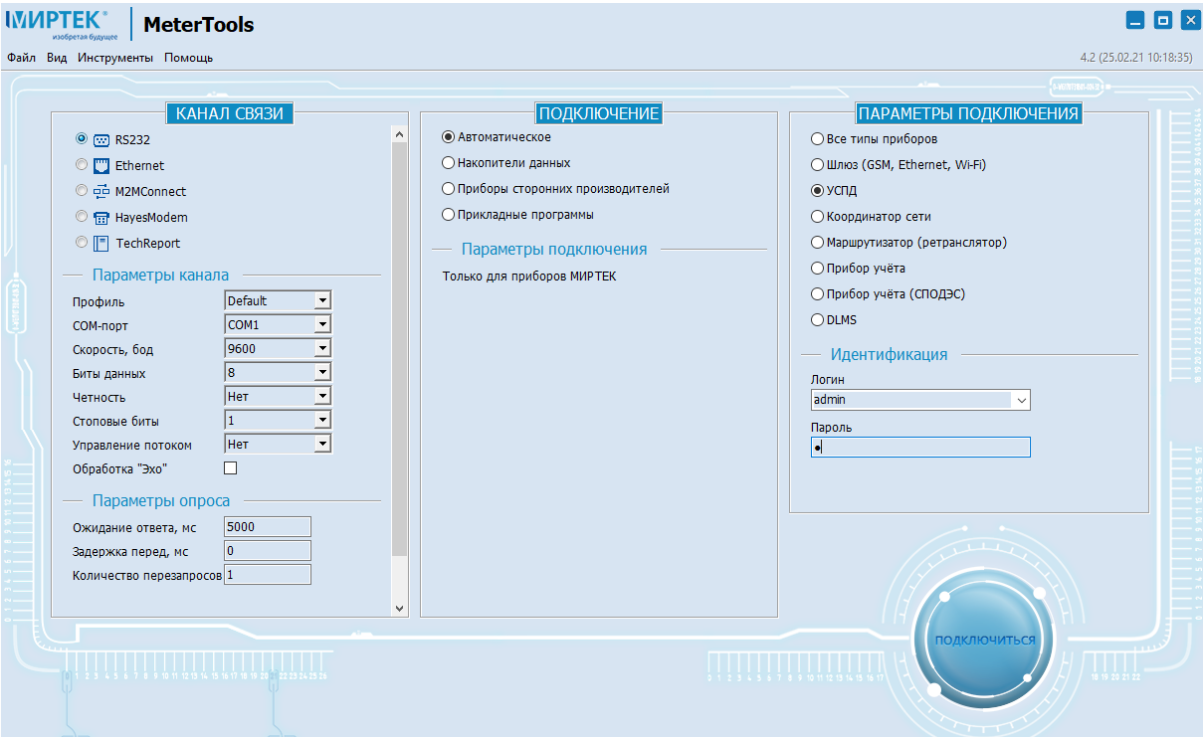 МИРТЕК
изобретая будущее
MeterTools
Файл Вид Инструменты Помощь
4.2 (25.02.21 10:18:35)
КАНАЛ СВЯЗИ
RS232
Ethernet
M2MConnect
HayesModem
TechReport
Параметры канала
Профиль Default
COM-порт COM1
Скорость, бод 9600
Биты данных 8
Четность Нет
Стоповые биты 1
Управление потоком Нет
Обработка "Эхо"
Параметры опроса
Ожидание ответа, мс 5000
Задержка перед, мс 0
Количество перезапросов 1
ПОДКЛЮЧЕНИЕ
Автоматическое
Накопители данных
Приборы сторонних производителей
Прикладные программы
Параметры подключения
Только для приборов МИРТЕК
ПАРАМЕТРЫ ПОДКЛЮЧЕНИЯ
Все типы приборов
Шлюз (GSM, Ethernet, Wi-Fi)
УСПД
Координатор сети
Маршрутизатор (ретранслятор)
Прибор учёта
Прибор учёта (СПОДЭС)
DLMS
Идентификация
Логин
admin
Пароль
ПОДКЛЮЧИТЬСЯ